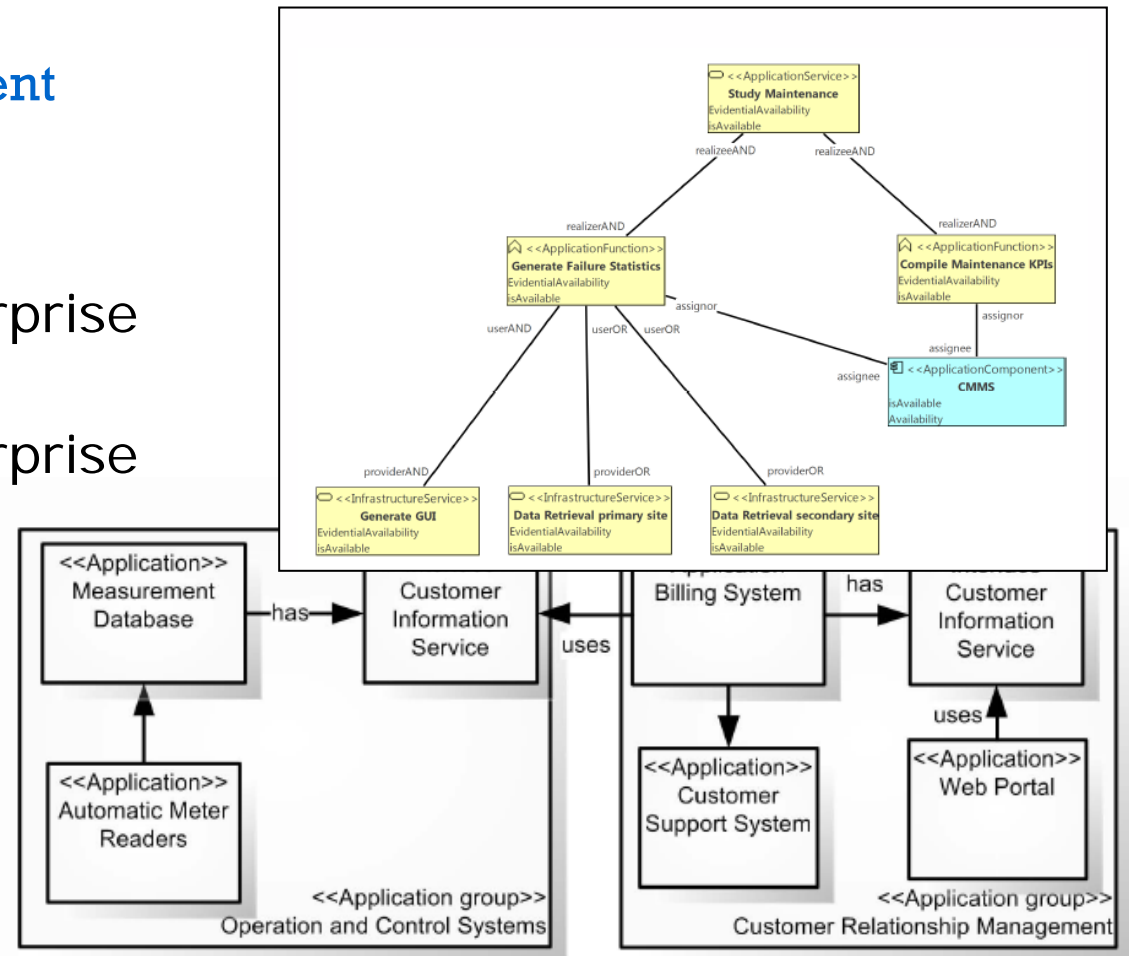 ent
rprise
rprise
<<ApplicationService>>
Study Maintenance
EvidentialAvailability
isAvailable
realizeeAND
realizeeAND
realizerAND
realizerAND
<<ApplicationFunction>>
Generate Failure Statistics
EvidentialAvailability
isAvailable
<<ApplicationFunction>>
Compile Maintenance KPIs
EvidentialAvailability
isAvailable
assignor
assignor
userAND
userOR
userOR
assignee
assignee
<<ApplicationComponent>>
CMMS
isAvailable
Availability
providerAND
providerOR
providerOR
<<InfrastructureService>>
Generate GUI
EvidentialAvailability
isAvailable
<<InfrastructureService>>
Data Retrieval primary site
EvidentialAvailability
isAvailable
<<InfrastructureService>>
Data Retrieval secondary site
EvidentialAvailability
isAvailable
<<Application>>
Measurement
Database
has
Customer
Information
Service
uses
Billing System
has
Customer
Information
Service
uses
<<Application>>
Automatic Meter
Readers
<<Application>>
Customer
Support System
<<Application>>
Web Portal
<<Application group>>
Operation and Control Systems
<<Application group>>
Customer Relationship Management